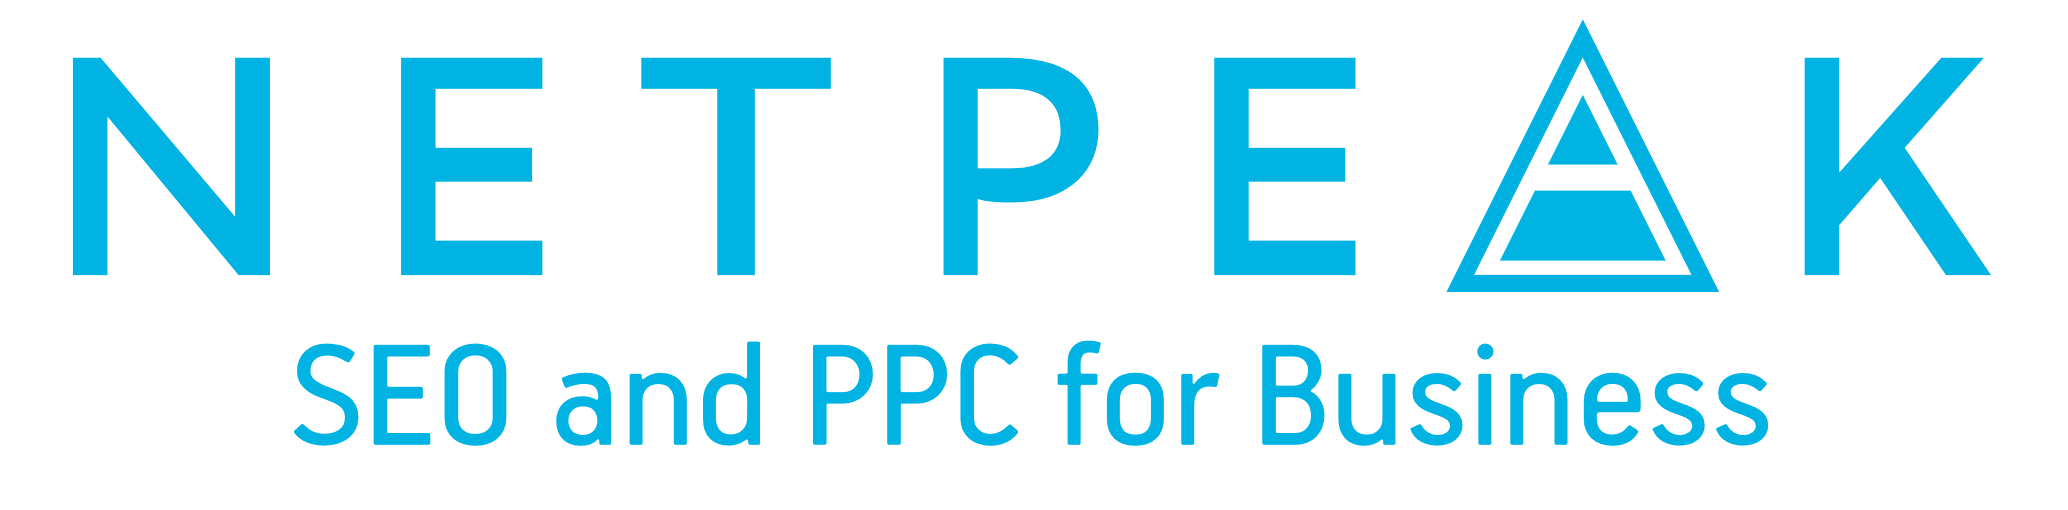 NETPEAK
SEO and PPC for Business